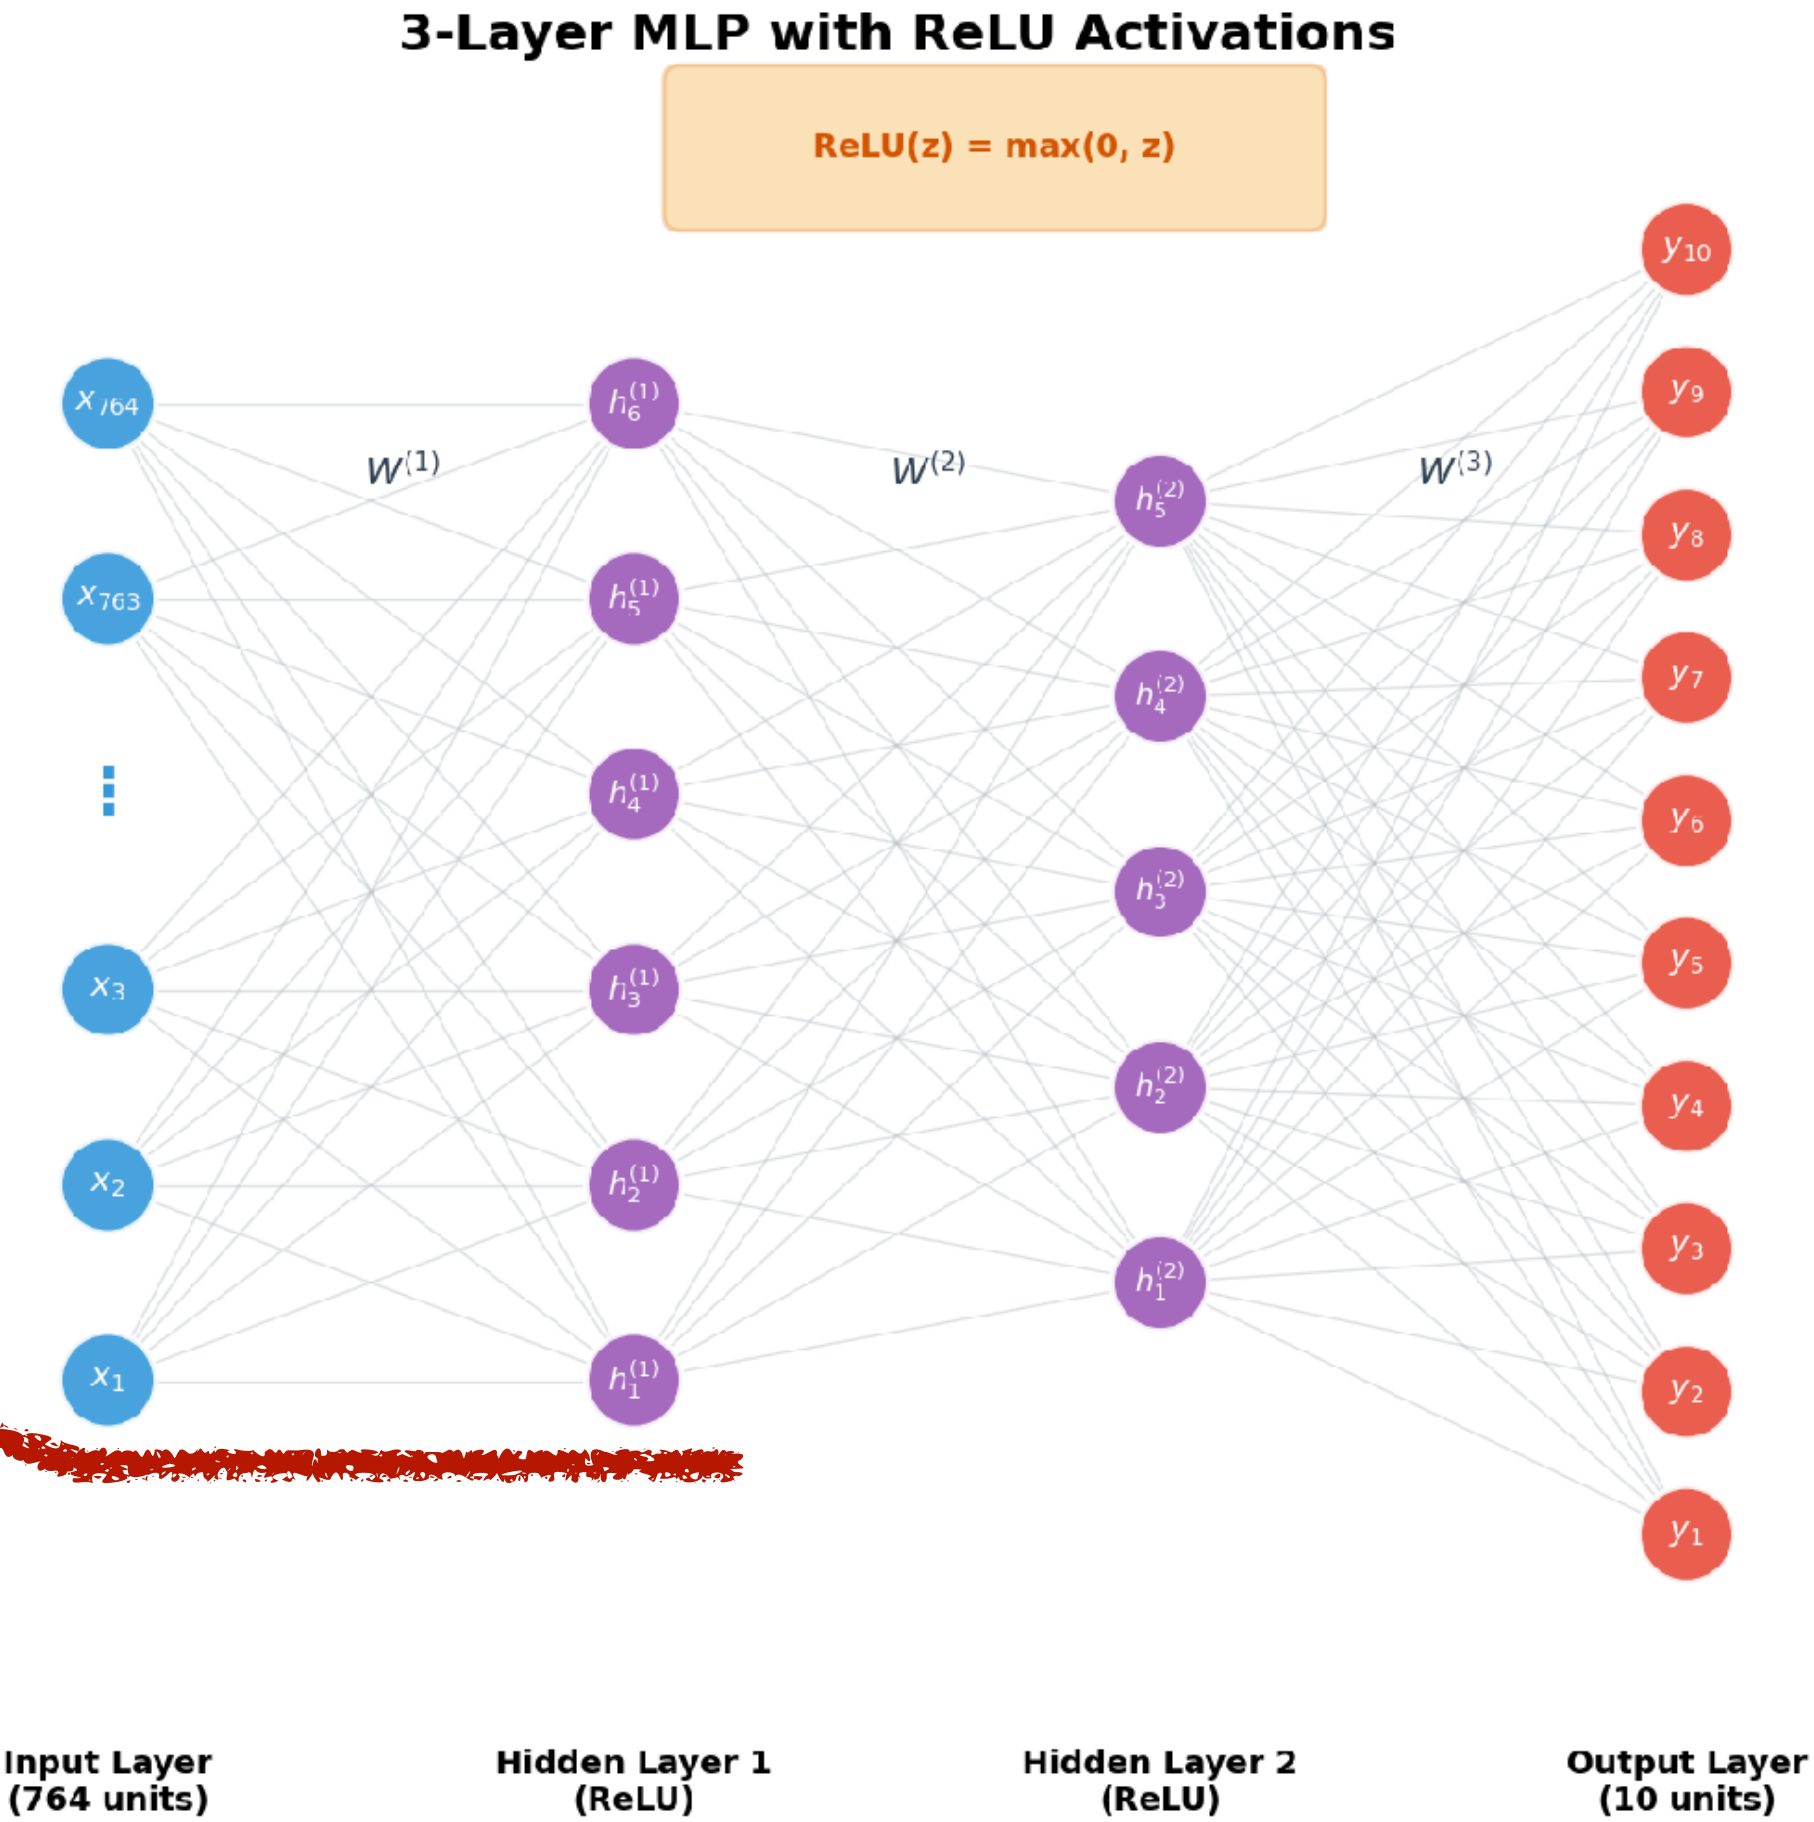 3-Layer MLP with ReLU Activations
ReLU(z) = max(0, z)
y₁₀
y₉
x₇₆₄
h₆⁽¹⁾
W⁽¹⁾
W⁽²⁾
W⁽³⁾
h₅⁽²⁾
y₈
x₇₆₃
h₅⁽¹⁾
y₇
h₄⁽²⁾
h₄⁽¹⁾
y₆
h₃⁽²⁾
y₅
x₃
h₃⁽¹⁾
h₂⁽²⁾
y₄
x₂
h₂⁽¹⁾
y₃
h₁⁽²⁾
x₁
h₁⁽¹⁾
y₂
y₁
Input Layer
(764 units)
Hidden Layer 1
(ReLU)
Hidden Layer 2
(ReLU)
Output Layer
(10 units)